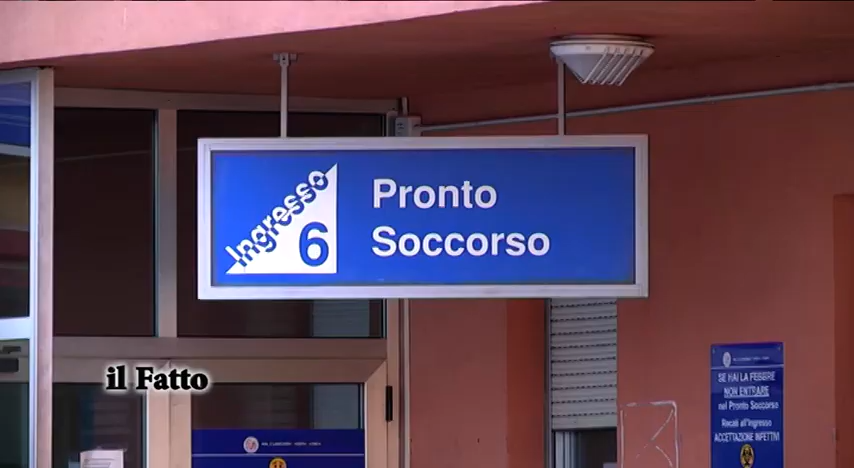 Ingresso
6
Pronto
Soccorso
il Fatto
SE HAI LA FEBBRE
NON ENTRARE
nel Pronto Soccorso
Recati all'Ingresso
ACCETTAZIONE INFETTIVI